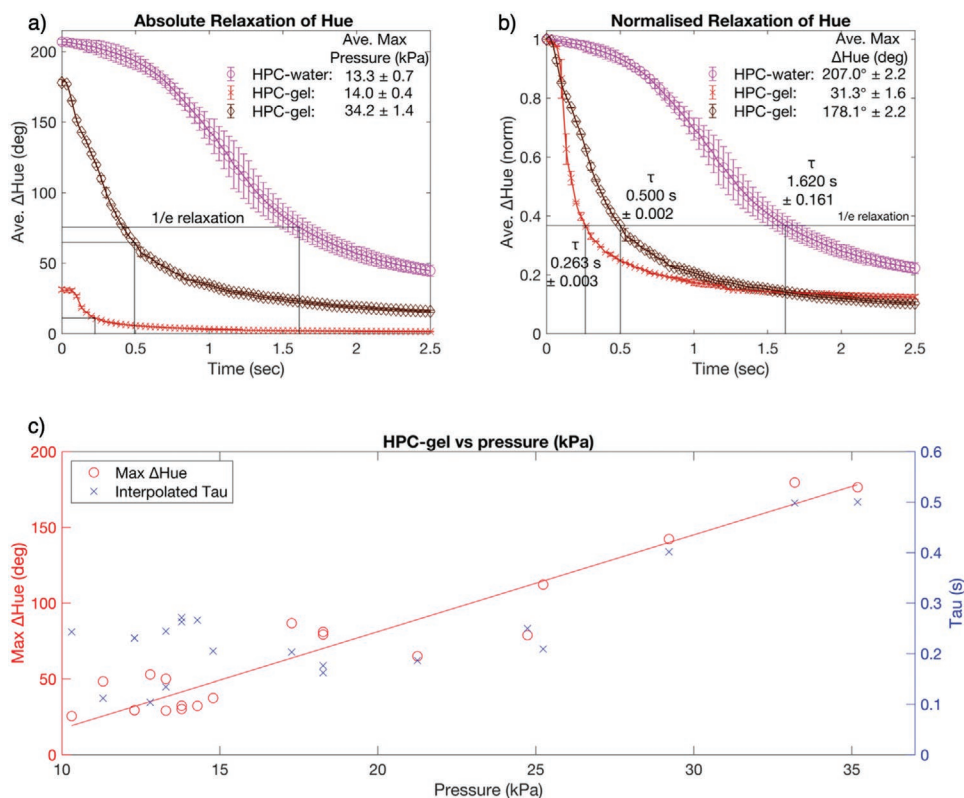 a)
Absolute Relaxation of Hue
Ave. Max
Pressure (kPa)
HPC-water: 13.3 ± 0.7
HPC-gel: 14.0 ± 0.4
HPC-gel: 34.2 ± 1.4
1/e relaxation
Ave. ΔHue (deg)
200
150
100
50
0
0 0.5 1 1.5 2 2.5
Time (sec)
b)
Normalised Relaxation of Hue
Ave. Max
ΔHue (deg)
HPC-water: 207.0° ± 2.2
HPC-gel: 31.3° ± 1.6
HPC-gel: 178.1° ± 2.2
τ
0.500 s
± 0.002
τ
1.620 s
± 0.161
1/e relaxation
τ
0.263 s
± 0.003
Ave. ΔHue (norm)
1
0.8
0.6
0.4
0.2
0
0 0.5 1 1.5 2 2.5
Time (sec)
c)
HPC-gel vs pressure (kPa)
Max ΔHue
Interpolated Tau
Max ΔHue (deg)
200
150
100
50
0
10 15 20 25 30 35
Pressure (kPa)
0.6
0.5
0.4
0.3
0.2
0.1
0
Tau (s)